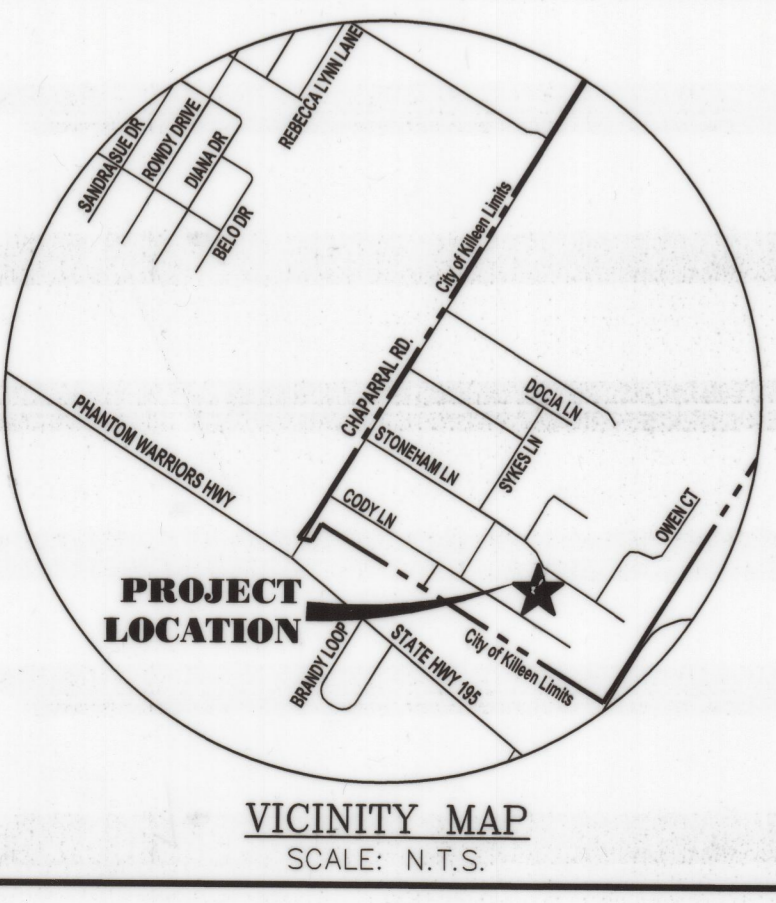 REBECCA LYNN LANE
SANDRA SUE DR
ROWDY DRIVE
DIANA DR
BELO DR
City of Killeen Limits
CHAPARRAL RD.
DOCIA LN
PHANTOM WARRIORS HWY
STONEHAM LN
SYKES LN
CODY LN
OWEN CT
PROJECT
LOCATION
BRANDY LOOP
STATE HWY 195
City of Killeen Limits
VICINITY MAP
SCALE: N.T.S.